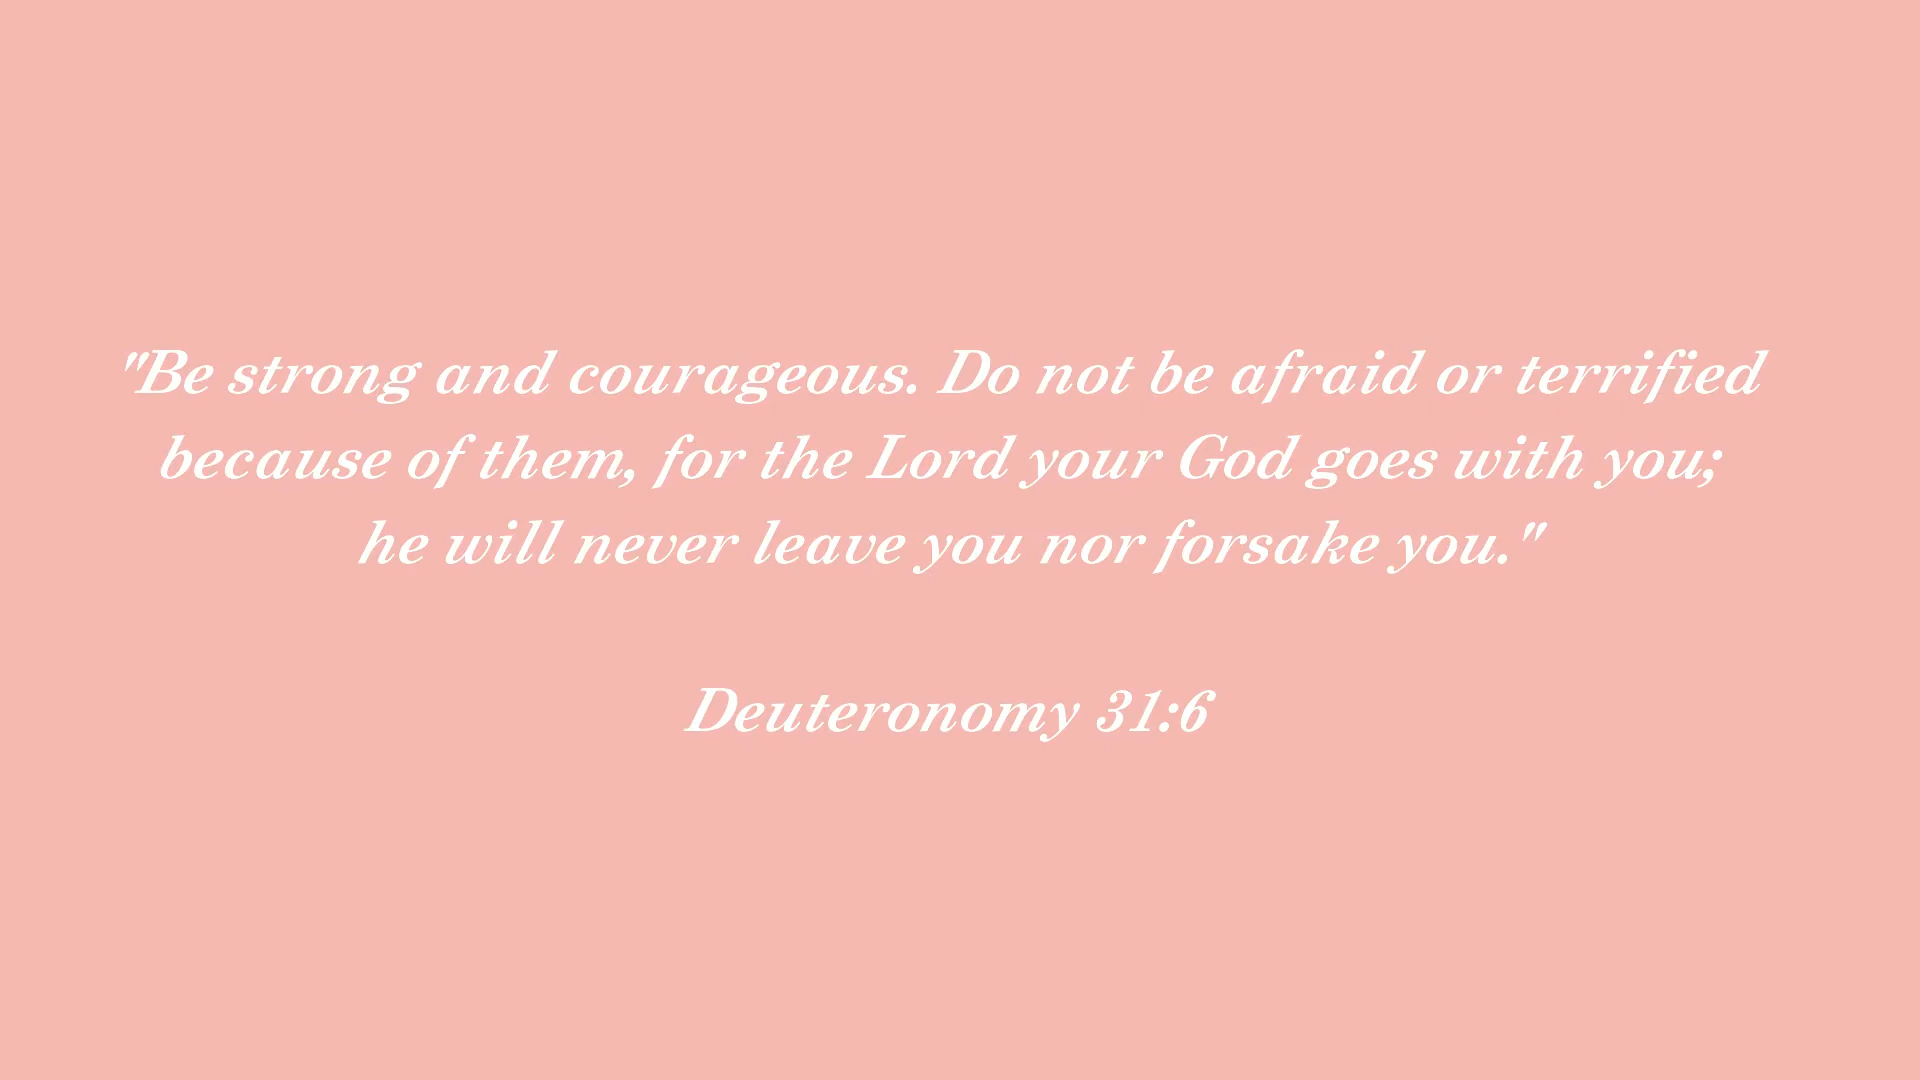 "Be strong and courageous. Do not be afraid or terrified
because of them, for the Lord your God goes with you;
he will never leave you nor forsake you."
Deuteronomy 31:6